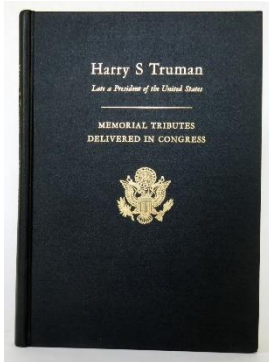 Harry S Truman
Late a President of the United States
MEMORIAL TRIBUTES
DELIVERED IN CONGRESS